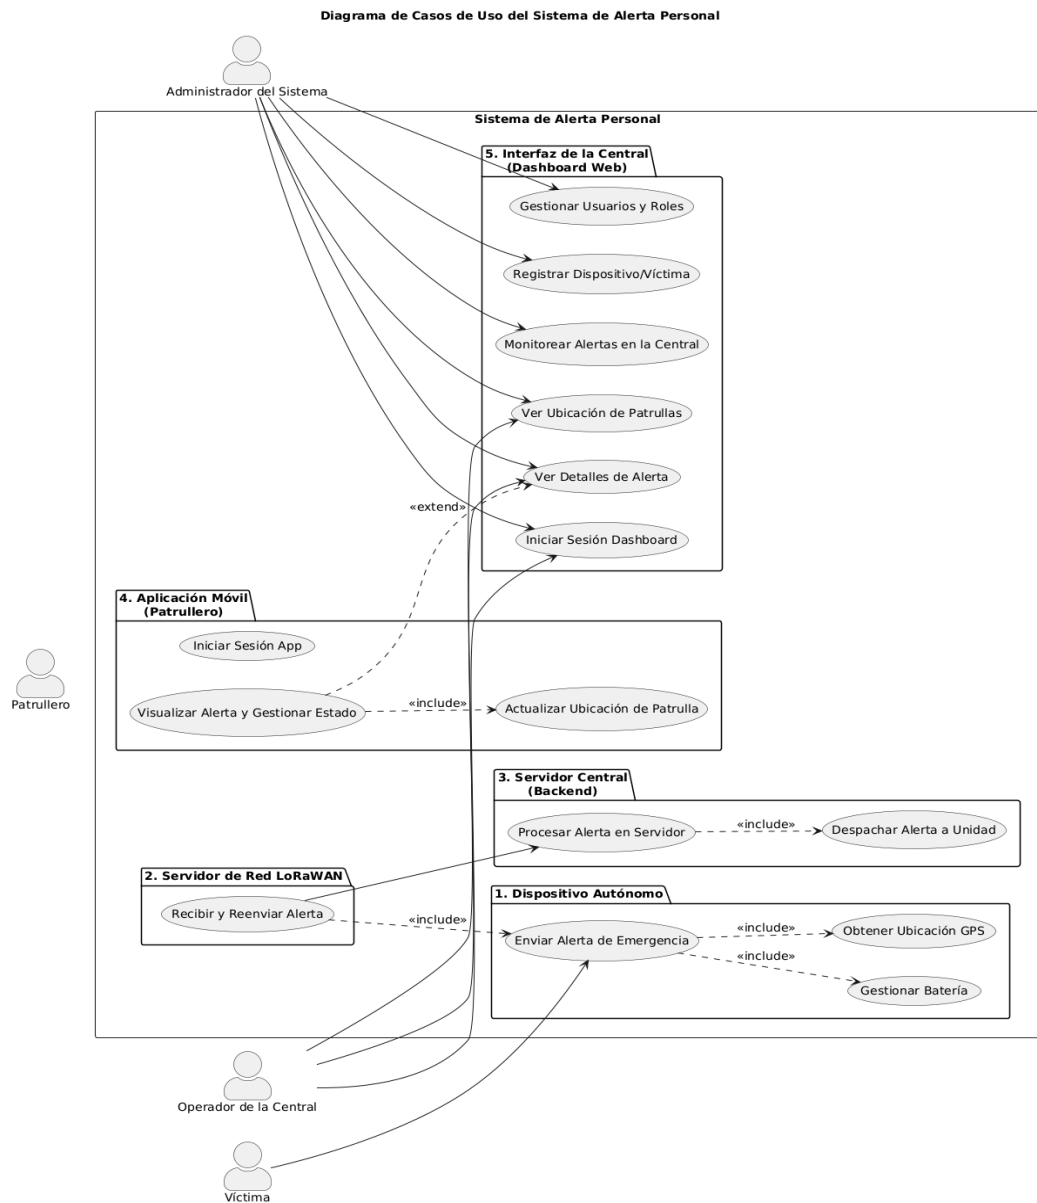 Diagrama de Casos de Uso del Sistema de Alerta Personal
Administrador del Sistema
Sistema de Alerta Personal
5. Interfaz de la Central
(Dashboard Web)
Gestionar Usuarios y Roles
Registrar Dispositivo/Víctima
Monitorear Alertas en la Central
Ver Ubicación de Patrullas
Ver Detalles de Alerta
«extend»
Iniciar Sesión Dashboard
4. Aplicación Móvil
(Patrullero)
Iniciar Sesión App
Patrullero
Visualizar Alerta y Gestionar Estado
«include»
Actualizar Ubicación de Patrulla
3. Servidor Central
(Backend)
Procesar Alerta en Servidor
«include»
Despachar Alerta a Unidad
2. Servidor de Red LoRaWAN
Recibir y Reenviar Alerta
«include»
1. Dispositivo Autónomo
Enviar Alerta de Emergencia
«include»
Obtener Ubicación GPS
«include»
Gestionar Batería
Operador de la Central
Víctima